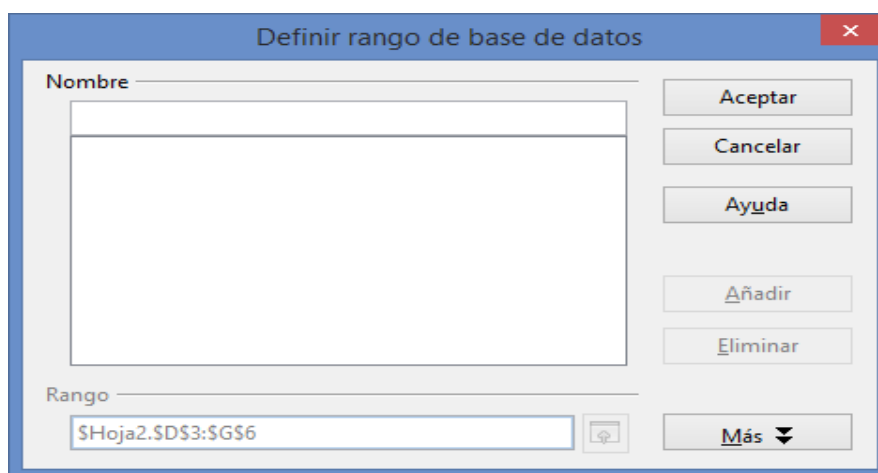 Definir rango de base de datos
Nombre
Aceptar
Cancelar
Ayuda
Añadir
Eliminar
Rango
$Hoja2.$D$3:$G$6
Más